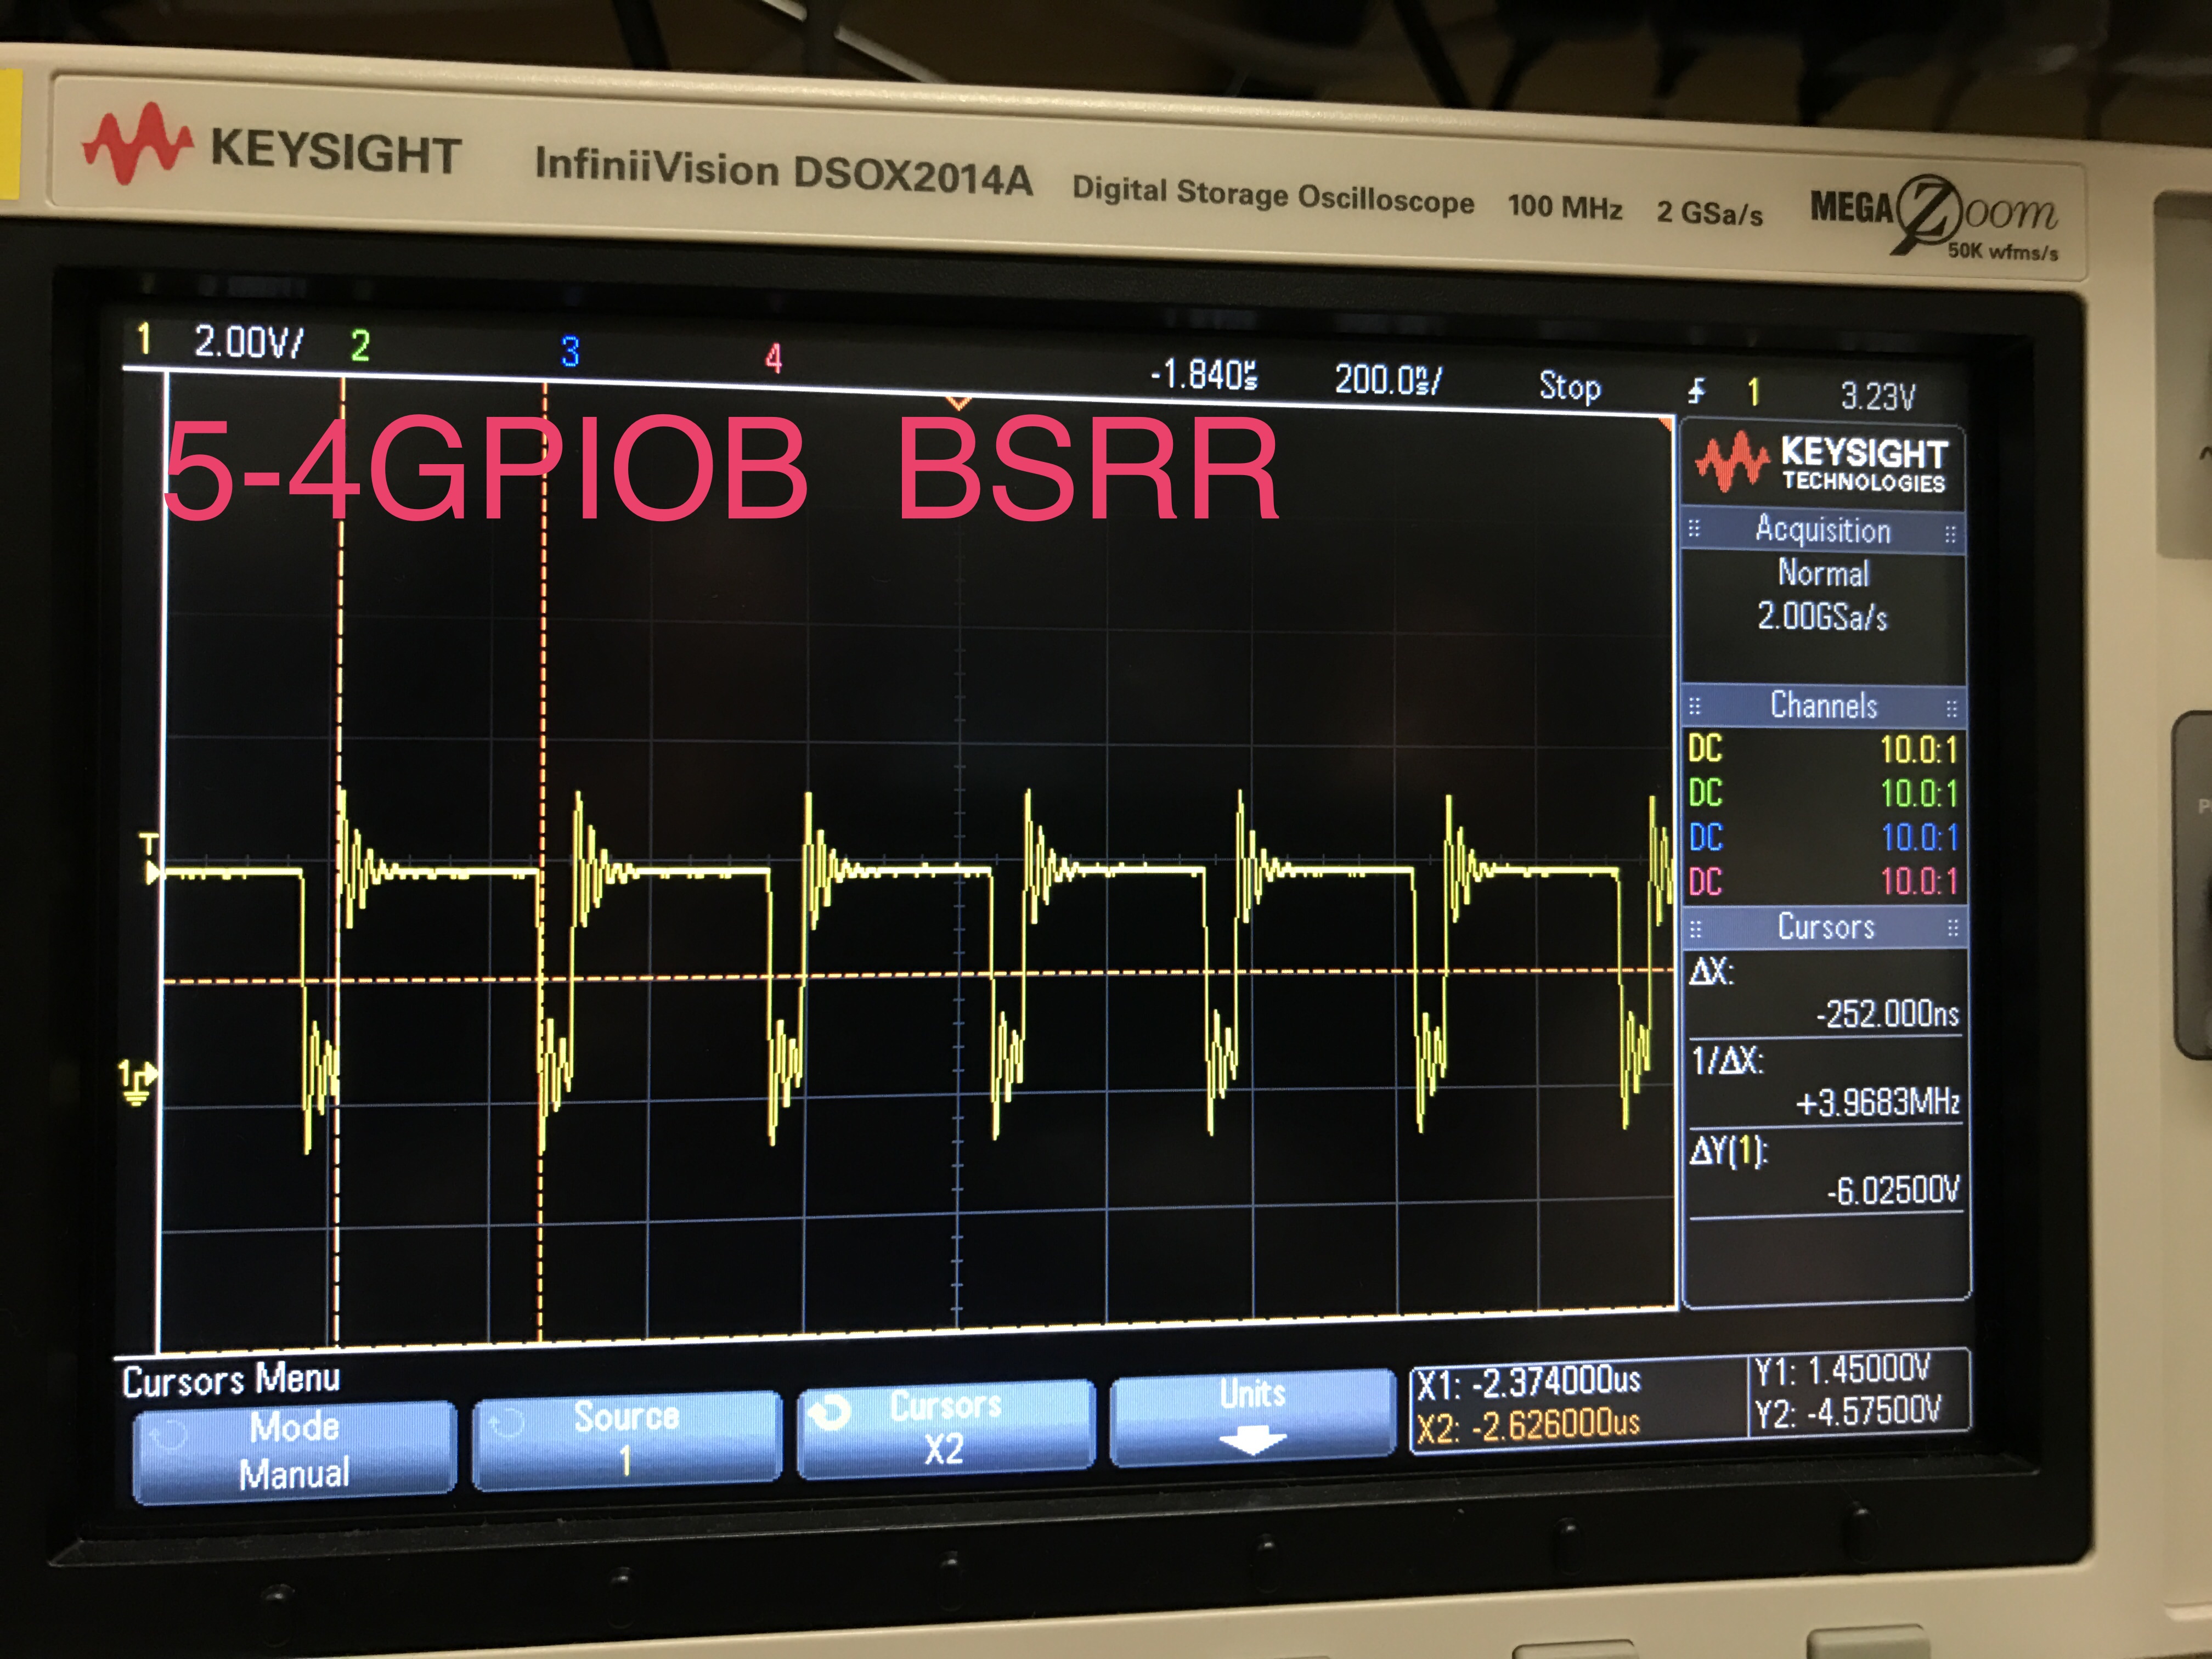 KEYSIGHT InfiniiVision DSOX2014A Digital Storage Oscilloscope 100 MHz 2 GSa/s MEGA Zoom
50K wfms/s
1 2.00V/ 2 3 4 -1.840us 200.0ns/ Stop 1 3.23V
5-4GPIOB BSRR
KEYSIGHT
TECHNOLOGIES
Acquisition
Normal
2.00GSa/s
Channels
DC 10.0:1
DC 10.0:1
DC 10.0:1
DC 10.0:1
Cursors
ΔX:
-252.000ns
1/ΔX:
+3.9683MHz
ΔY(1):
-6.02500V
T
1
Cursors Menu
Mode
Manual
Source
1
Cursors
X2
Units
X1: -2.374000us Y1: 1.45000V
X2: -2.626000us Y2: -4.57500V